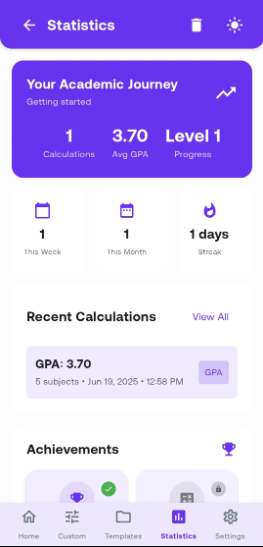 Statistics
Your Academic Journey
Getting started
1 3.70 Level 1
Calculations Avg GPA Progress
1 1 1 days
This Week This Month Streak
Recent Calculations View All
GPA: 3.70
5 subjects • Jun 19, 2025 • 12:58 PM
GPA
Achievements
Home Custom Templates Statistics Settings